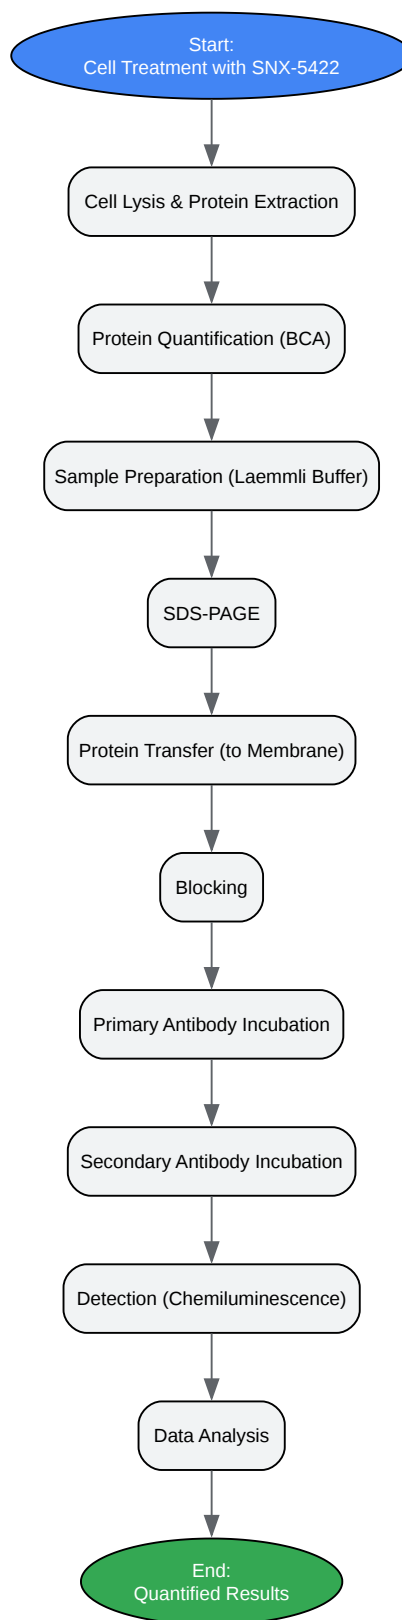 Start:
Cell Treatment with SNX-5422
Cell Lysis & Protein Extraction
Protein Quantification (BCA)
Sample Preparation (Laemmli Buffer)
SDS-PAGE
Protein Transfer (to Membrane)
Blocking
Primary Antibody Incubation
Secondary Antibody Incubation
Detection (Chemiluminescence)
Data Analysis
End:
Quantified Results